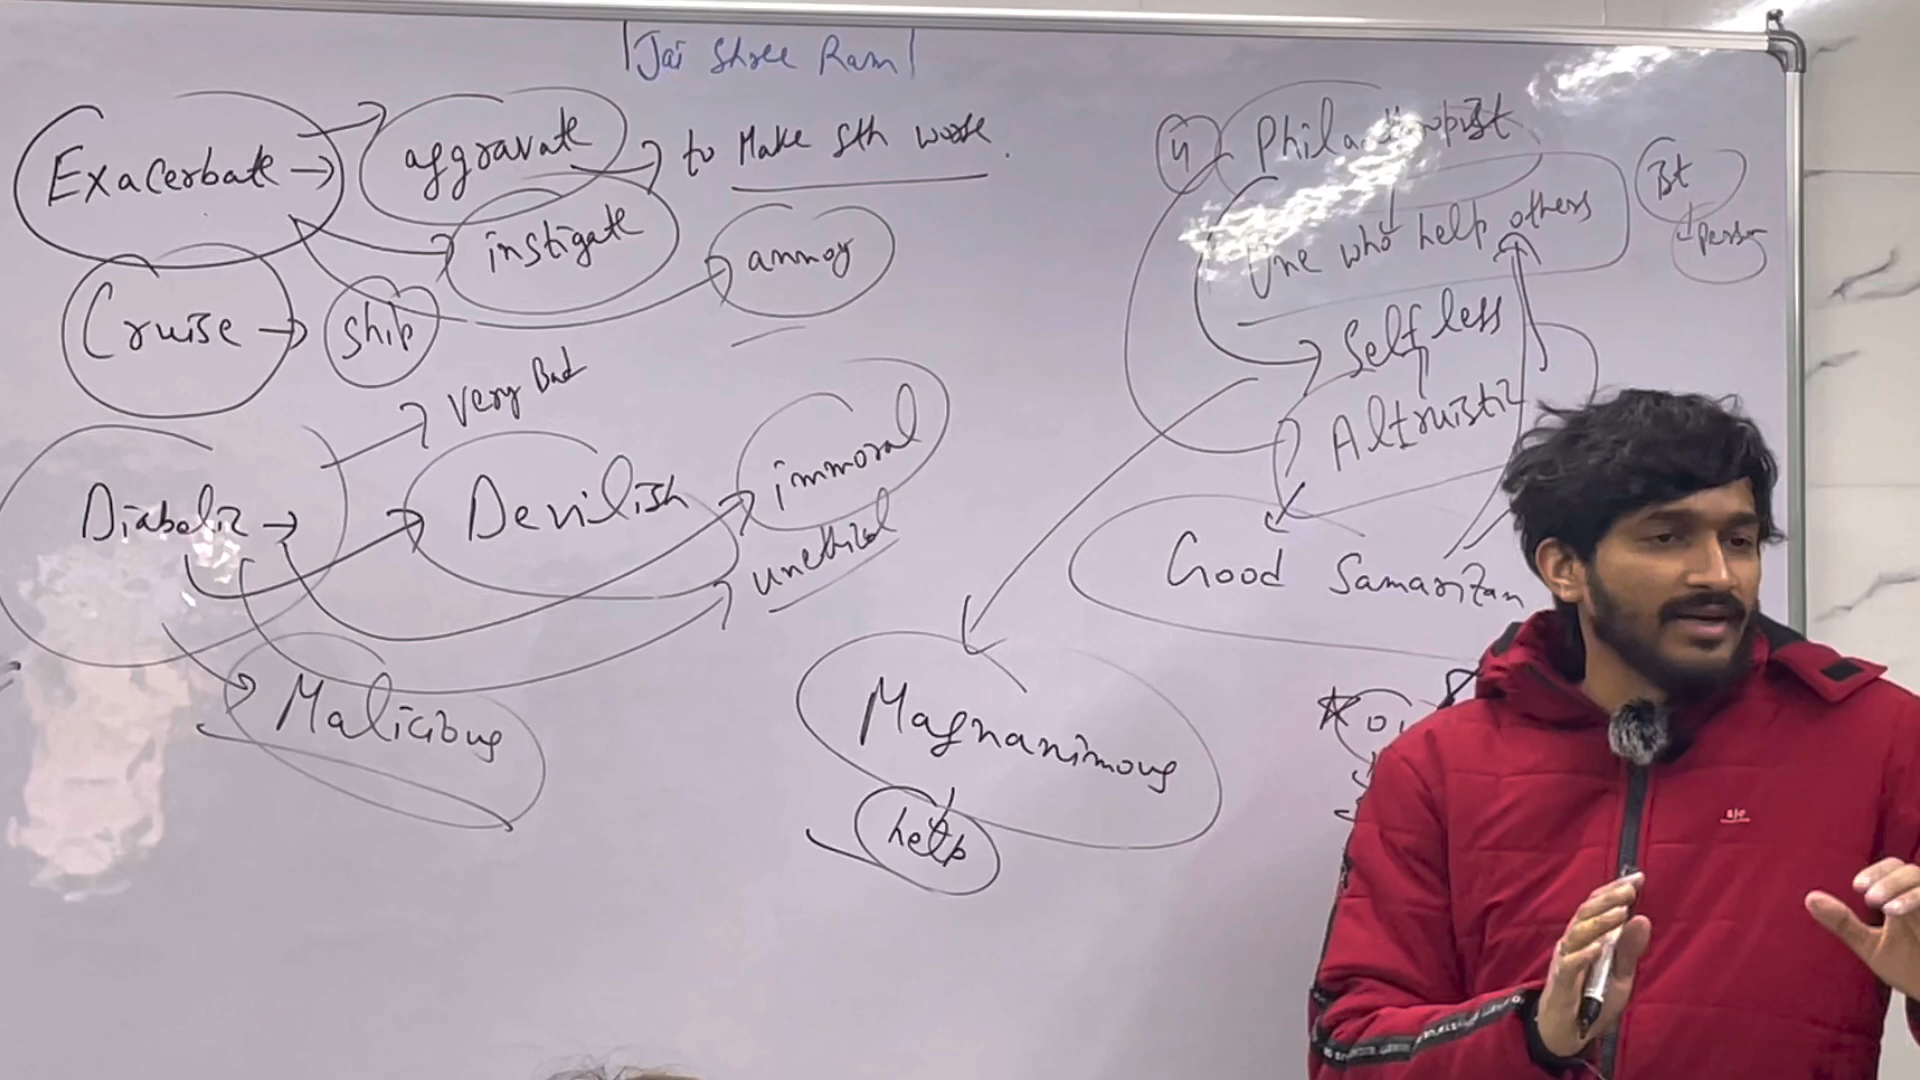 |Jai Shree Ram|
Exacerbate → aggravate → to Make Sth worse.
instigate
annoy
Cruise → ship
very Bad
Diabolic → Devilish
immoral
unethical
Malicious
4 Philanthropist
One who help others
Bt
person
Selfless
Altruistic
Good Samaritan
Magnanimous
help